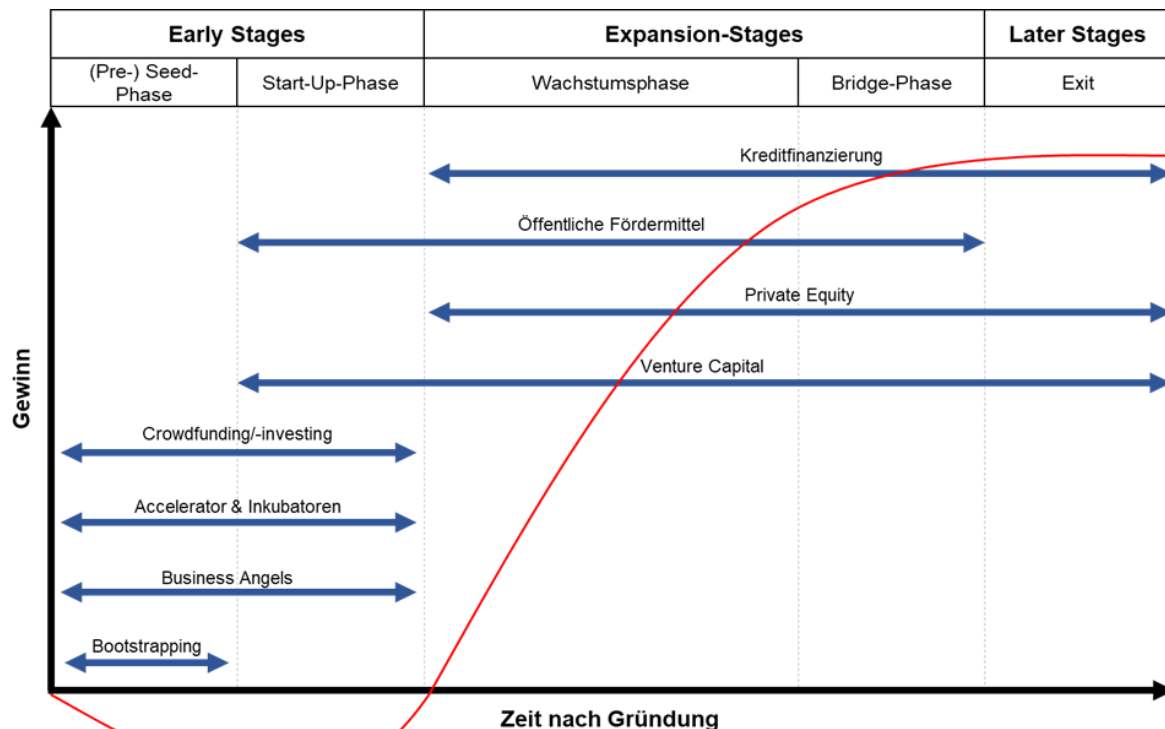 Early Stages
Expansion-Stages
Later Stages
(Pre-) Seed-
Phase
Start-Up-Phase
Wachstumsphase
Bridge-Phase
Exit
Kreditfinanzierung
Öffentliche Fördermittel
Private Equity
Venture Capital
Gewinn
Crowdfunding/-investing
Accelerator & Inkubatoren
Business Angels
Bootstrapping
Zeit nach Gründung